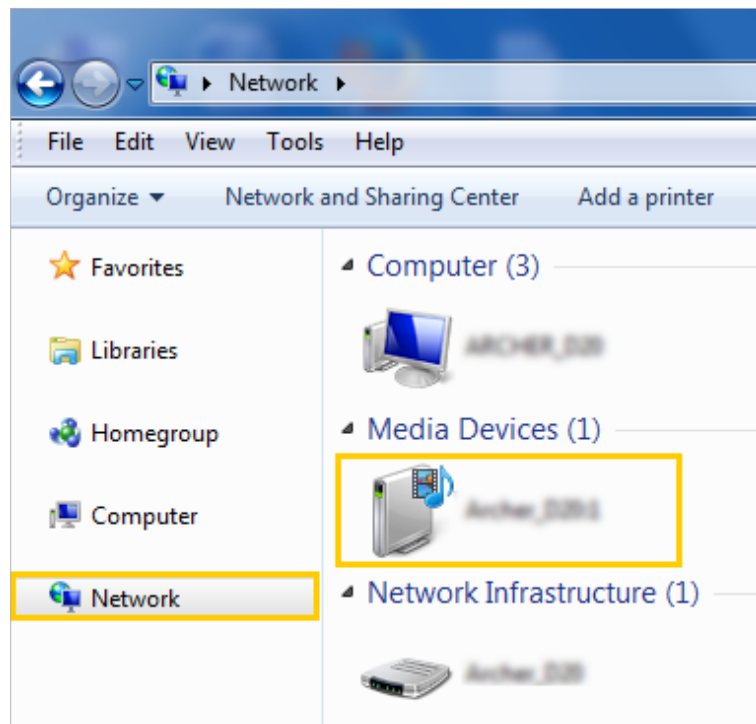 Network
File Edit View Tools Help
Organize Network and Sharing Center Add a printer
Favorites
Libraries
Homegroup
Computer
Network
Computer (3)
Media Devices (1)
Network Infrastructure (1)